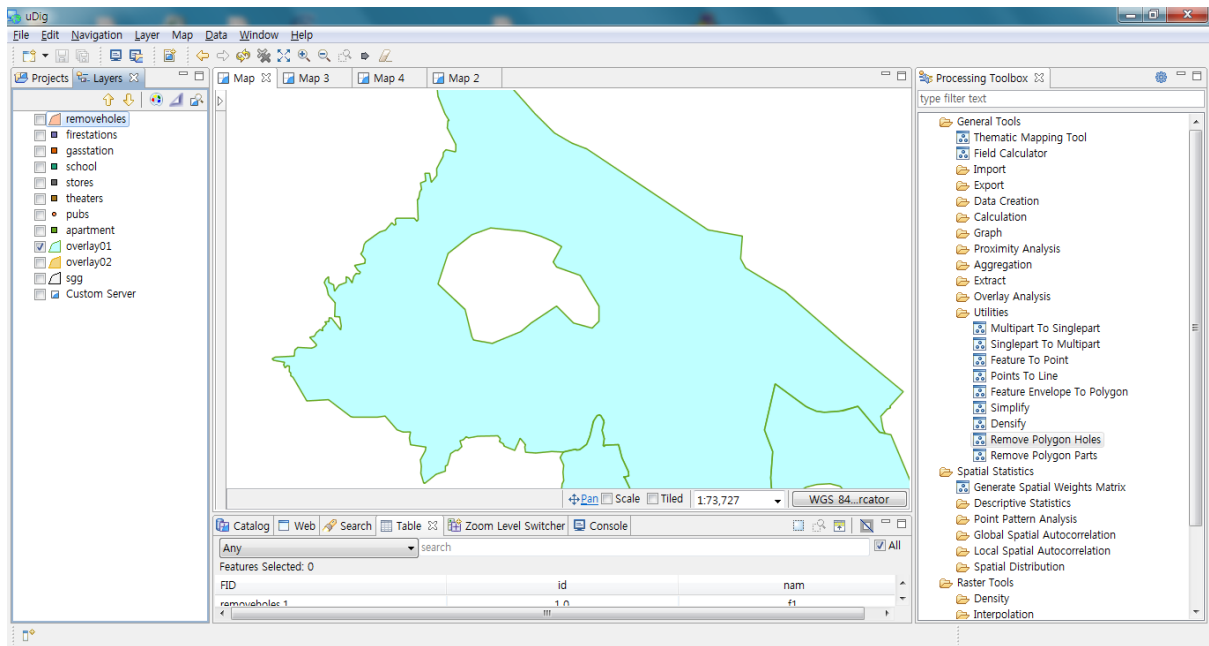 uDig
File Edit Navigation Layer Map Data Window Help
Projects Layers
Map Map 3 Map 4 Map 2
Processing Toolbox
type filter text
removeholes
firestations
gasstation
school
stores
theaters
pubs
apartment
overlay01
overlay02
sgg
Custom Server
Pan Scale Tiled 1:73,727 WGS 84...rcator
Catalog Web Search Table Zoom Level Switcher Console
Any search All
Features Selected: 0
FID id nam
removeholes.1 1.0 f1
General Tools
Thematic Mapping Tool
Field Calculator
Import
Export
Data Creation
Calculation
Graph
Proximity Analysis
Aggregation
Extract
Overlay Analysis
Utilities
Multipart To Singlepart
Singlepart To Multipart
Feature To Point
Points To Line
Feature Envelope To Polygon
Simplify
Densify
Remove Polygon Holes
Remove Polygon Parts
Spatial Statistics
Generate Spatial Weights Matrix
Descriptive Statistics
Point Pattern Analysis
Global Spatial Autocorrelation
Local Spatial Autocorrelation
Spatial Distribution
Raster Tools
Density
Interpolation